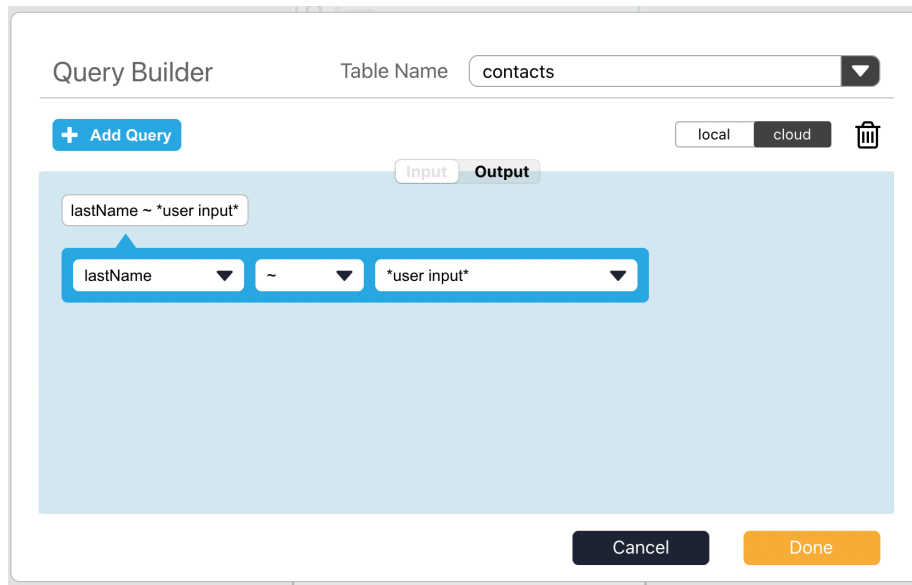 Query Builder
Table Name
contacts
Add Query
local
cloud
Input
Output
lastName ~ *user input*
lastName
~
*user input*
Cancel
Done